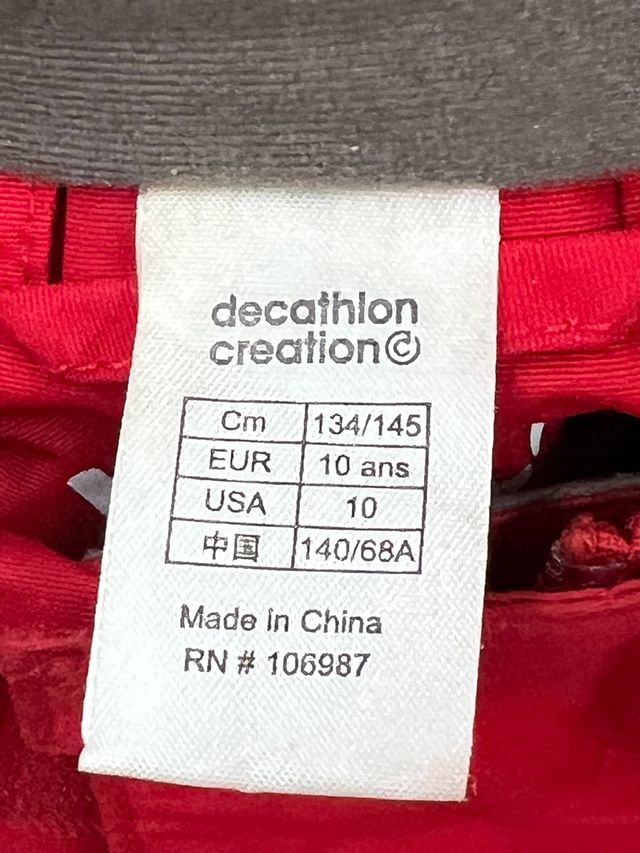 decathlon
creation©
Cm 134/145
EUR 10 ans
USA 10
中国 140/68A
Made In China
RN # 106987